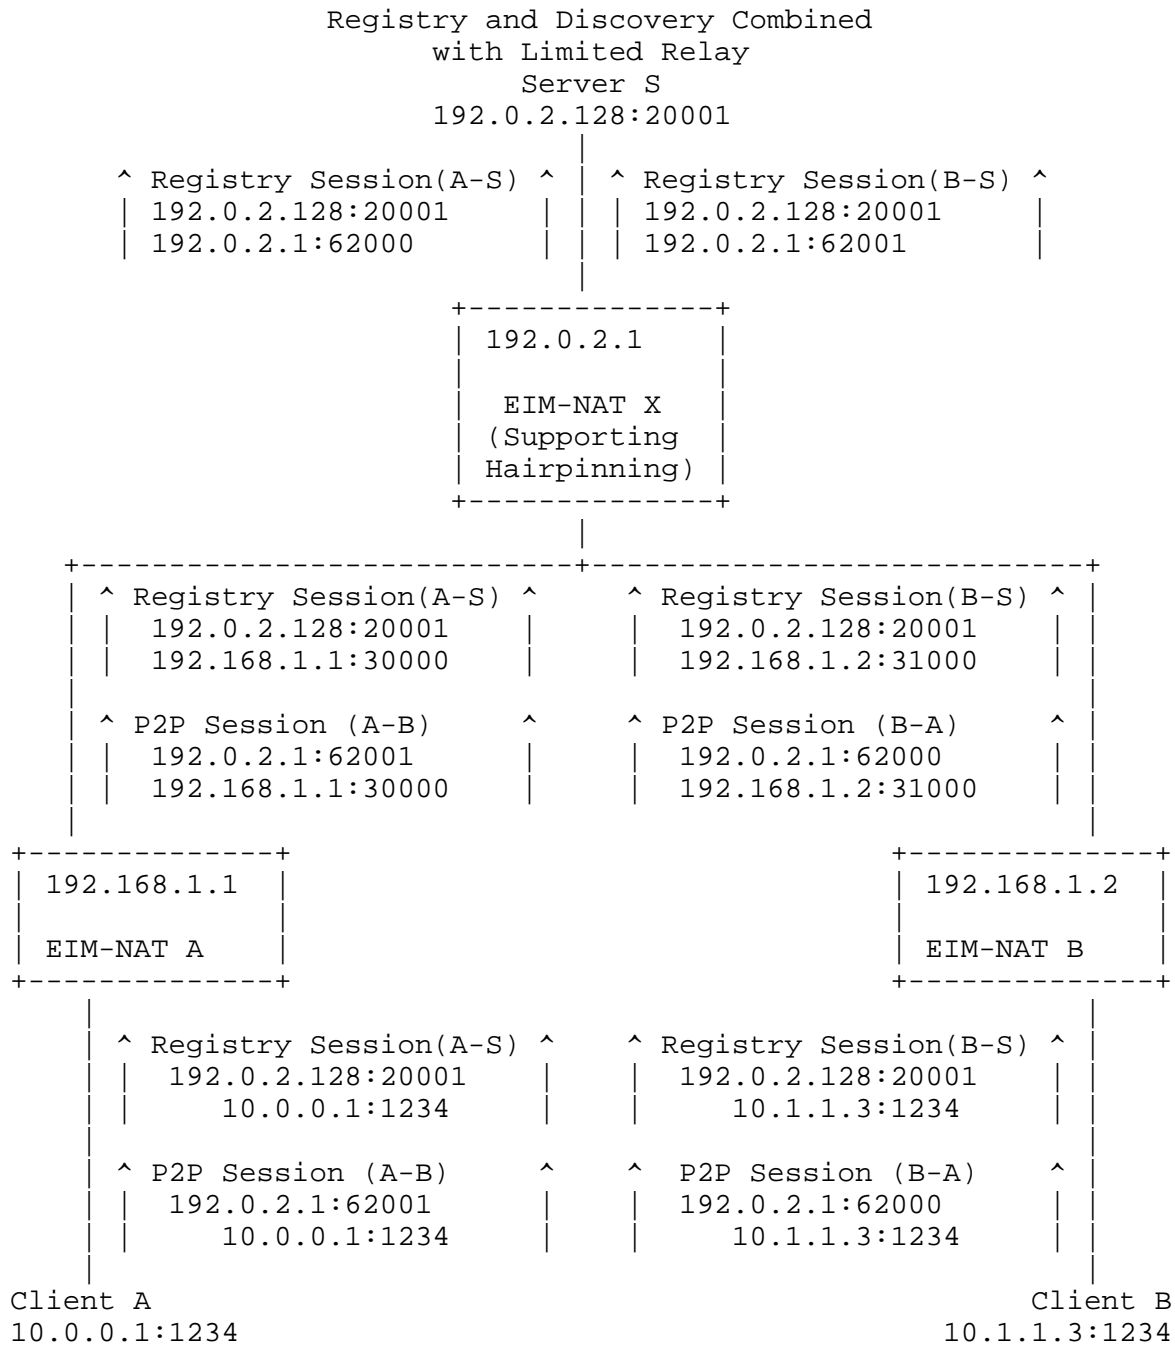 Registry and Discovery Combined
with Limited Relay
Server S
192.0.2.128:20001
|
^ Registry Session(A-S) ^ | ^ Registry Session(B-S) ^
| 192.0.2.128:20001 | | | 192.0.2.128:20001 |
| 192.0.2.1:62000 | | | 192.0.2.1:62001 |
|
+--------------+
| 192.0.2.1 |
| |
| EIM-NAT X |
| (Supporting |
| Hairpinning) |
+--------------+
|
+----------------------------+----------------------------+
| ^ Registry Session(A-S) ^ ^ Registry Session(B-S) ^ |
| | 192.0.2.128:20001 | | 192.0.2.128:20001 | |
| | 192.168.1.1:30000 | | 192.168.1.2:31000 | |
| |
| ^ P2P Session (A-B) ^ ^ P2P Session (B-A) ^ |
| | 192.0.2.1:62001 | | 192.0.2.1:62000 | |
| | 192.168.1.1:30000 | | 192.168.1.2:31000 | |
| |
+--------------+ +--------------+
| 192.168.1.1 | | 192.168.1.2 |
| | | |
| EIM-NAT A | | EIM-NAT B |
+--------------+ +--------------+
| |
| ^ Registry Session(A-S) ^ ^ Registry Session(B-S) ^ |
| | 192.0.2.128:20001 | | 192.0.2.128:20001 | |
| | 10.0.0.1:1234 | | 10.1.1.3:1234 | |
| |
| ^ P2P Session (A-B) ^ ^ P2P Session (B-A) ^ |
| | 192.0.2.1:62001 | | 192.0.2.1:62000 | |
| | 10.0.0.1:1234 | | 10.1.1.3:1234 | |
| |
Client A Client B
10.0.0.1:1234 10.1.1.3:1234